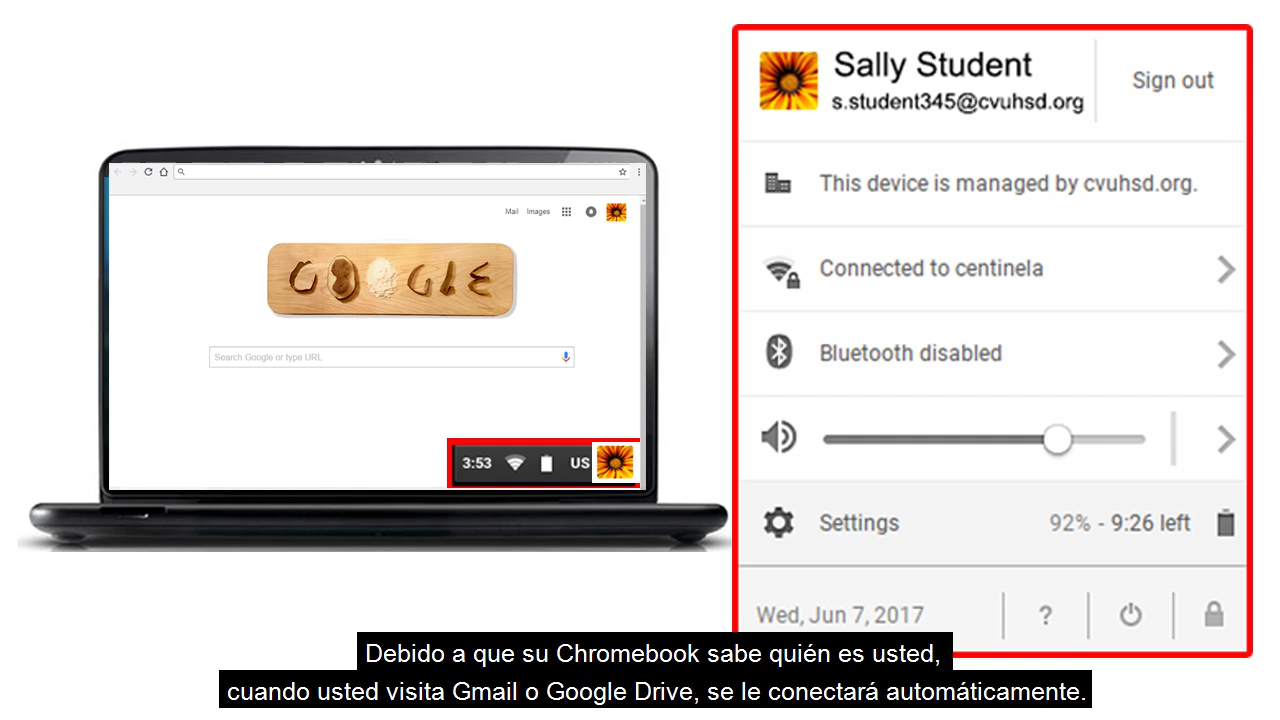 Mail Images
GOOGLE
Search Google or type URL
3:53 US
Sally Student
s.student345@cvuhsd.org
Sign out
This device is managed by cvuhsd.org.
Connected to centinela
Bluetooth disabled
Settings 92% - 9:26 left
Wed, Jun 7, 2017 ?
Debido a que su Chromebook sabe quién es usted,
cuando usted visita Gmail o Google Drive, se le conectará automáticamente.